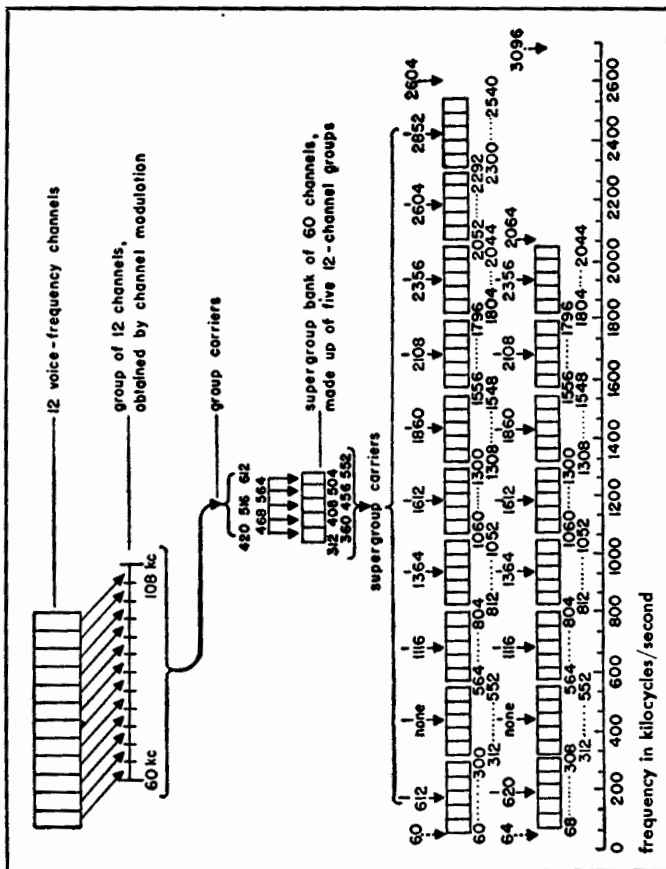 12 voice-frequency channels
group of 12 channels,
obtained by channel modulation
60 kc
108 kc
group carriers
420 516 612
468 564
supergroup bank of 60 channels,
made up of five 12-channel groups
312 408 504
360 456 552
supergroup carriers
60 612 none 1116 1364 1612 1860 2108 2356 2604 2852 2604
60......300 564......804 1060......1300 1556......1796 2052......2292
312......552 812......1052 1308......1548 1804......2044 2300......2540
64 620 none 1116 1364 1612 1860 2108 2356 2064 3096
68......308 564......804 1060......1300 1556......1796
312......552 812......1052 1308......1548 1804......2044
0 200 400 600 800 1000 1200 1400 1600 1800 2000 2200 2400 2600
frequency in kilocycles/second